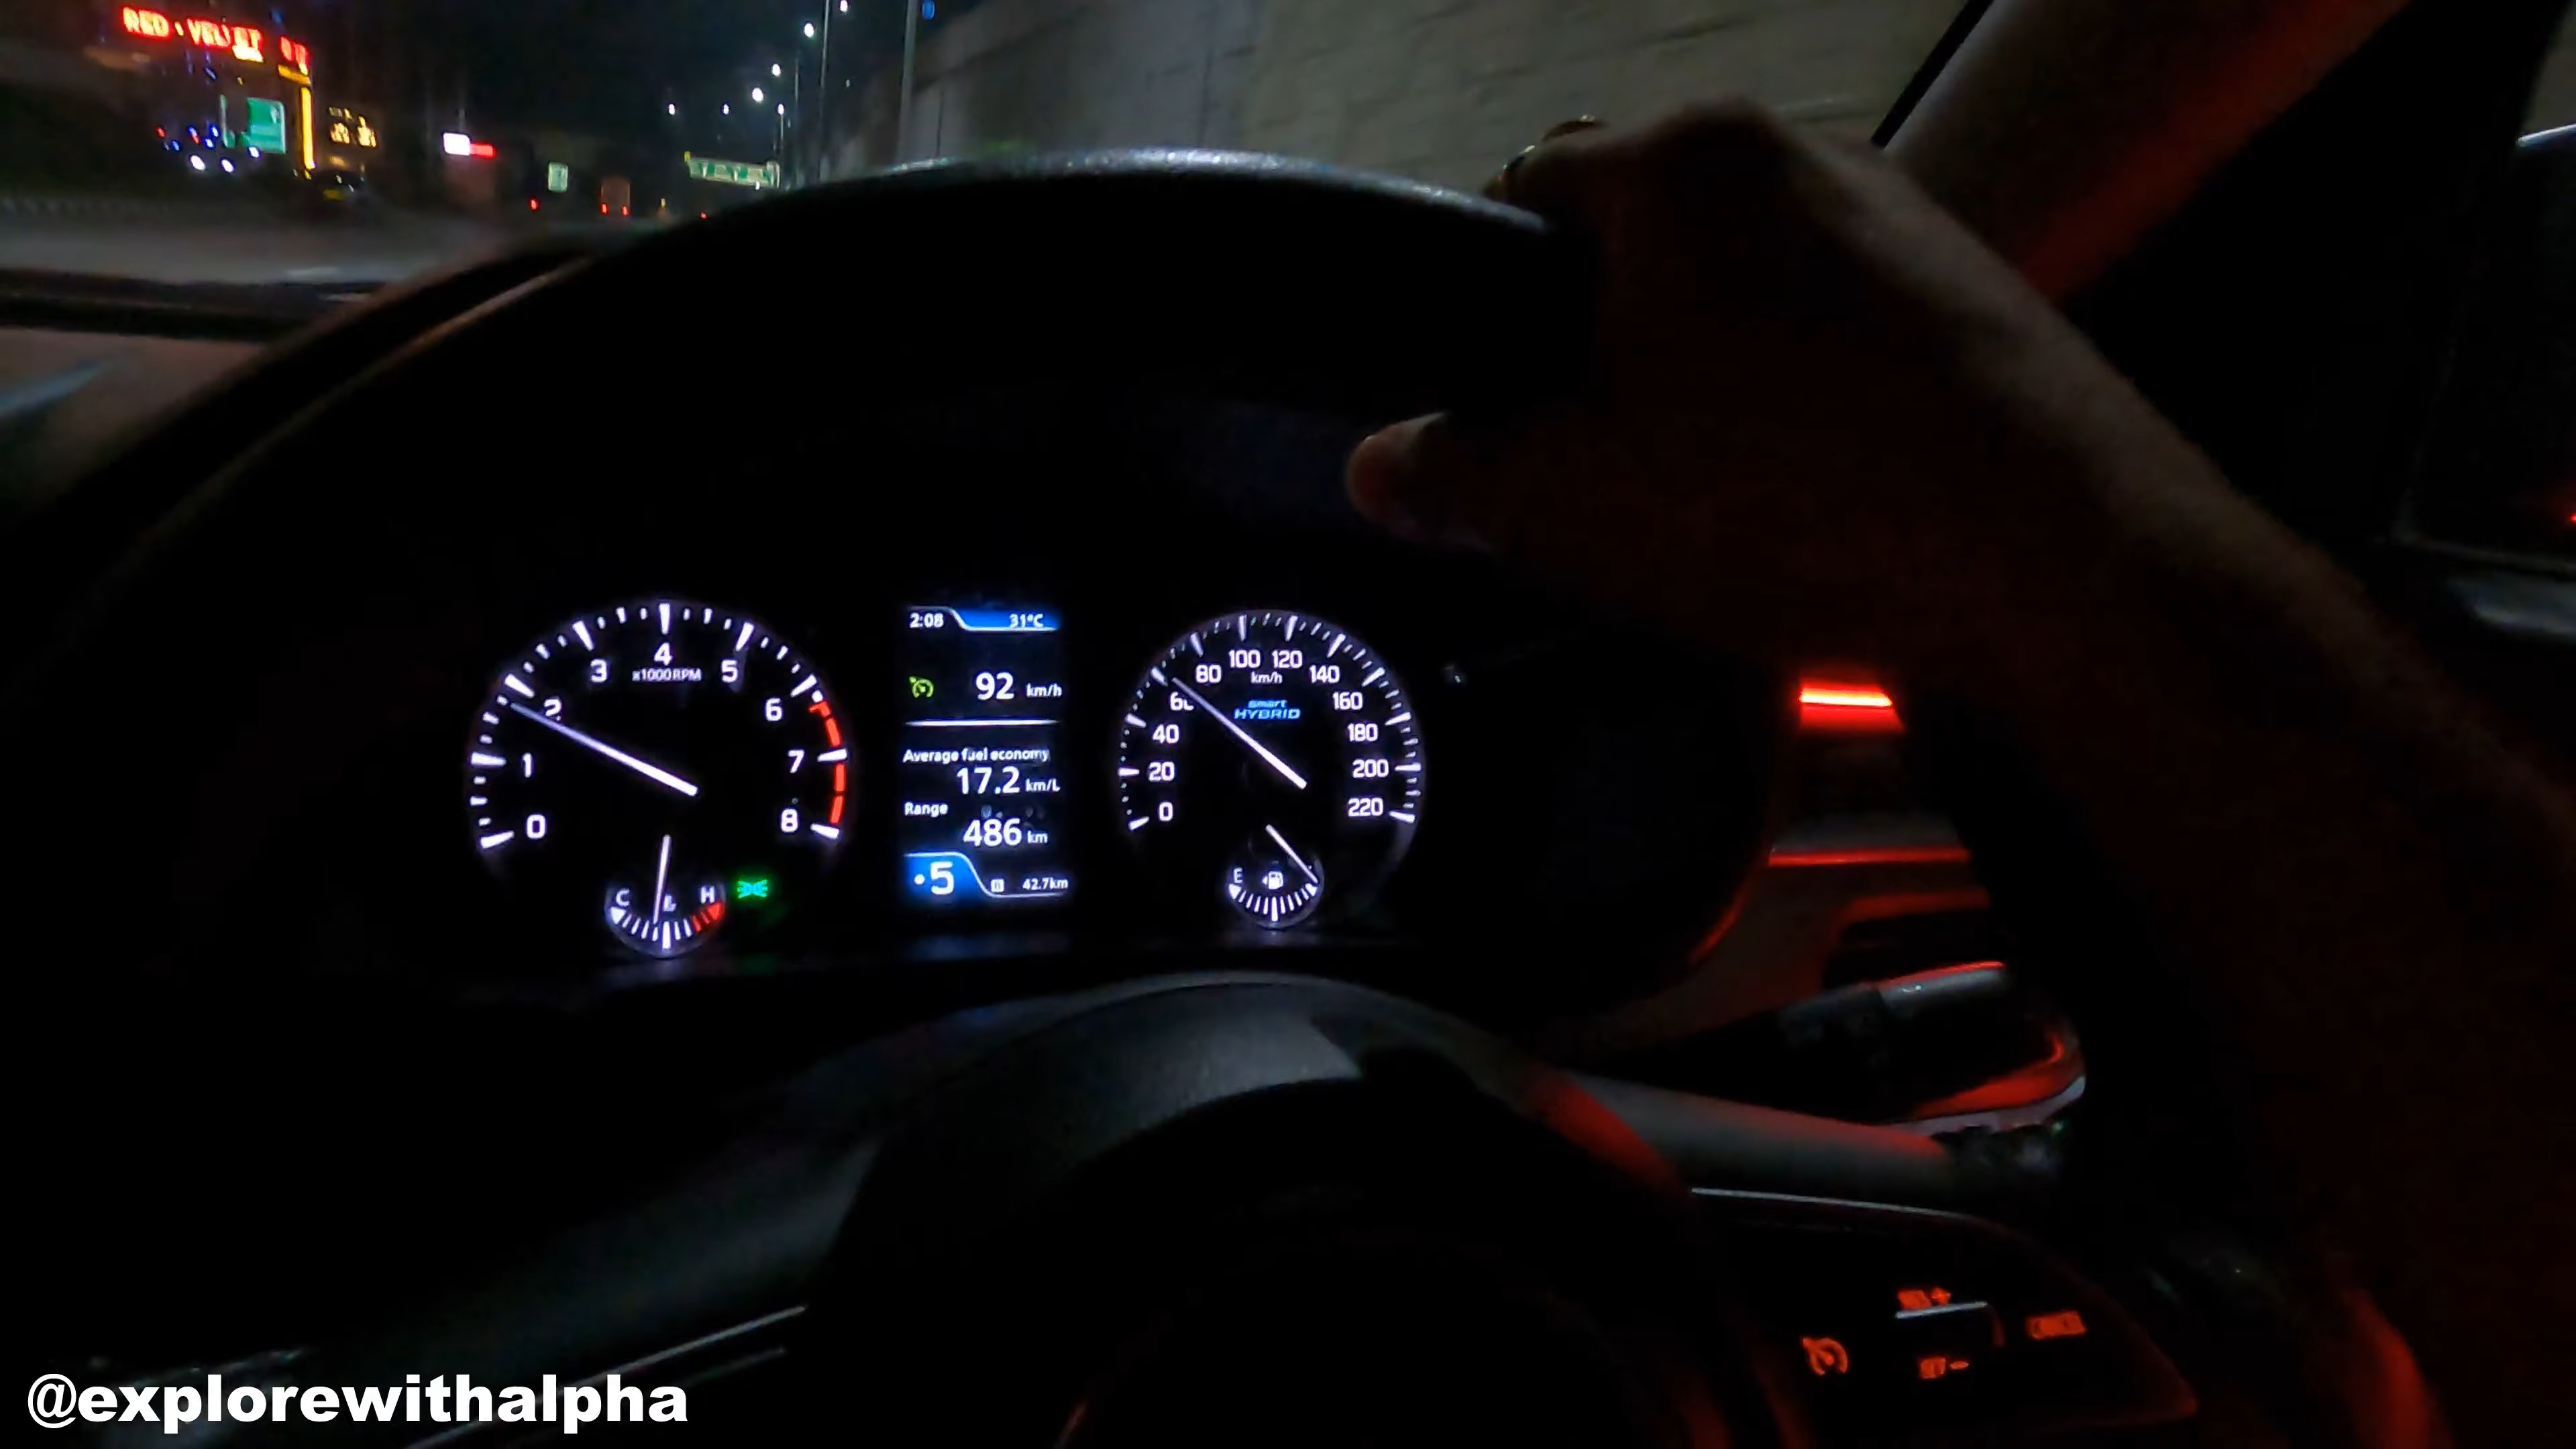 RED • VELVET
3
4
5
x1000RPM
2
6
1
7
0
8
C
H
2:08
31°C
92 km/h
Average fuel economy
17.2 km/L
Range
486 km
•5
B 42.7km
100
120
80
km/h
140
60
160
smart
HYBRID
40
180
20
200
0
220
E
@explorewithalpha